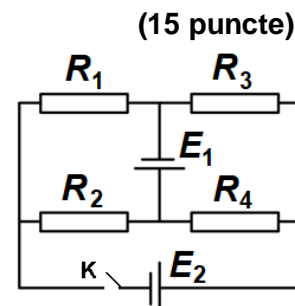 (15 puncte)
R₁ R₃
E₁
R₂ R₄
K E₂